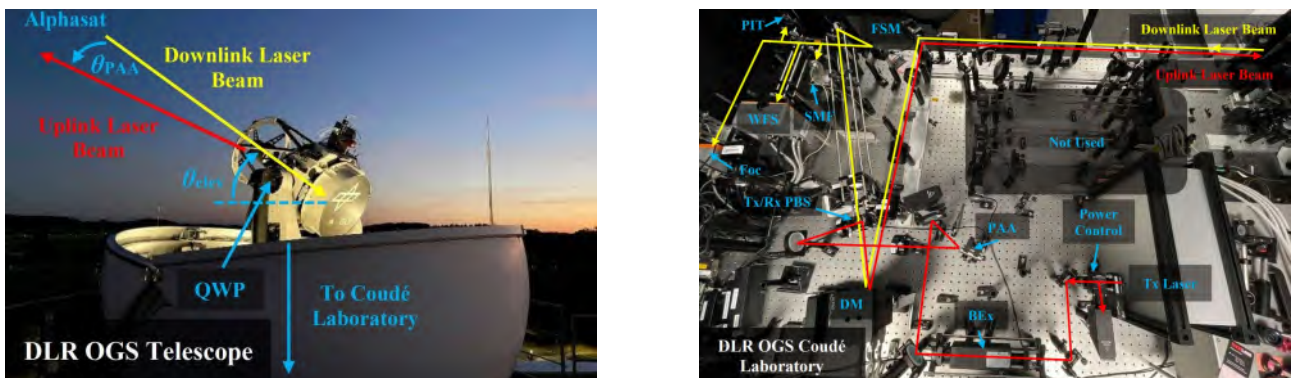 Alphasat
θPAA
Downlink Laser
Beam
Uplink Laser
Beam
θelev
QWP
To Coudé
Laboratory
DLR OGS Telescope
PIT
FSM
Downlink Laser Beam
Uplink Laser Beam
WFS
SMF
Not Used
Foc
Tx/Rx PBS
PAA
Power
Control
Tx Laser
DM
BEx
DLR OGS Coudé
Laboratory